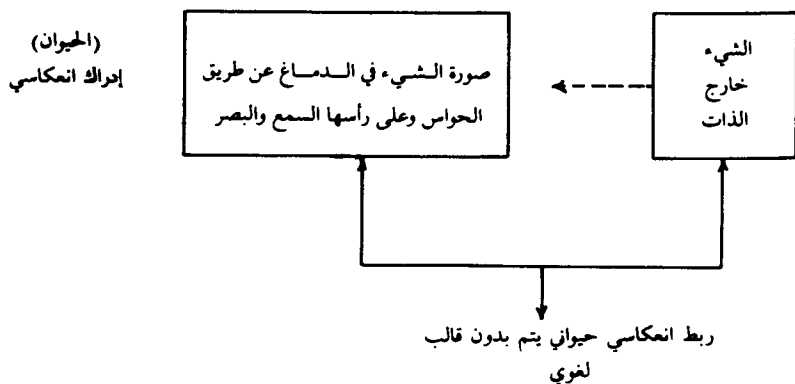 الشيء
خارج
الذات
صورة الشيء في الدماغ عن طريق
الحواس وعلى رأسها السمع والبصر
(الحيوان)
إدراك انعكاسي
ربط انعكاسي حيواني يتم بدون قالب
لغوي